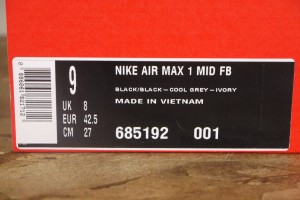 9
UK 8
EUR 42.5
CM 27
NIKE AIR MAX 1 MID FB
BLACK/BLACK-COOL GREY-IVORY
MADE IN VIETNAM
685192 001